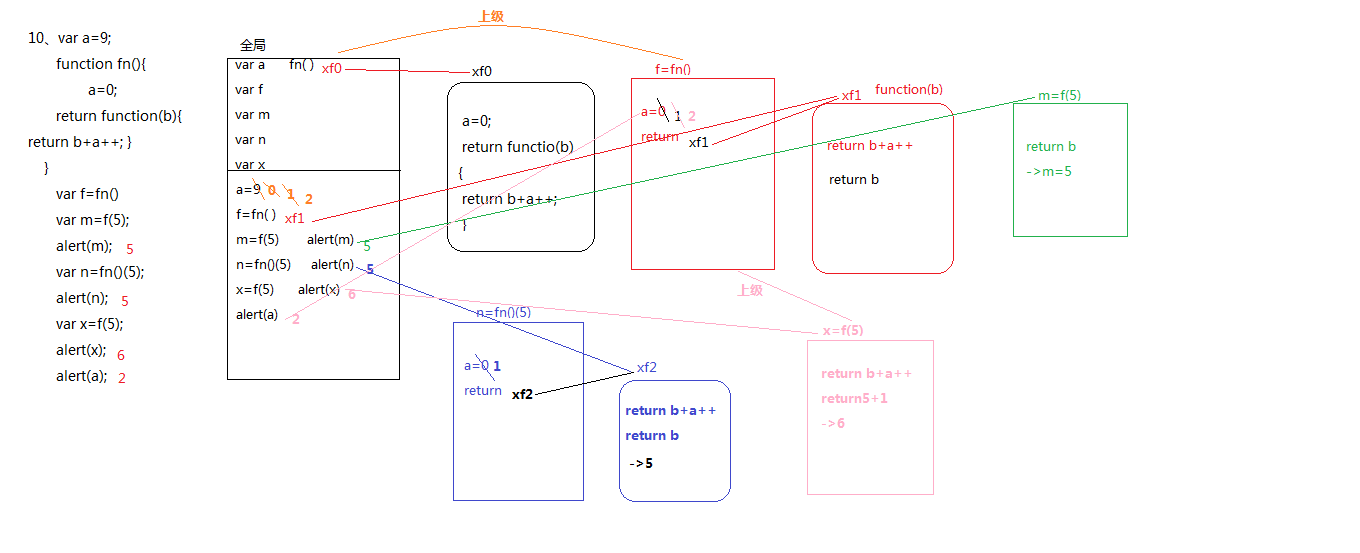 10、var a=9;
function fn(){
a=0;
return function(b){
return b+a++; }
}
var f=fn()
var m=f(5);
alert(m); 5
var n=fn()(5);
alert(n); 5
var x=f(5);
alert(x); 6
alert(a); 2
上级
全局
var a fn( ) xf0
var f
var m
var n
var x
a=9 0 1 2
f=fn( ) xf1
m=f(5) alert(m) 5
n=fn()(5) alert(n) 5
x=f(5) alert(x) 6
alert(a) 2
xf0
a=0;
return functio(b)
{
return b+a++;
}
f=fn()
a=0 1 2
return xf1
xf1 function(b)
return b+a++
return b
m=f(5)
return b
->m=5
上级
n=fn()(5)
a=0 1
return xf2
xf2
return b+a++
return b
->5
x=f(5)
return b+a++
return5+1
->6